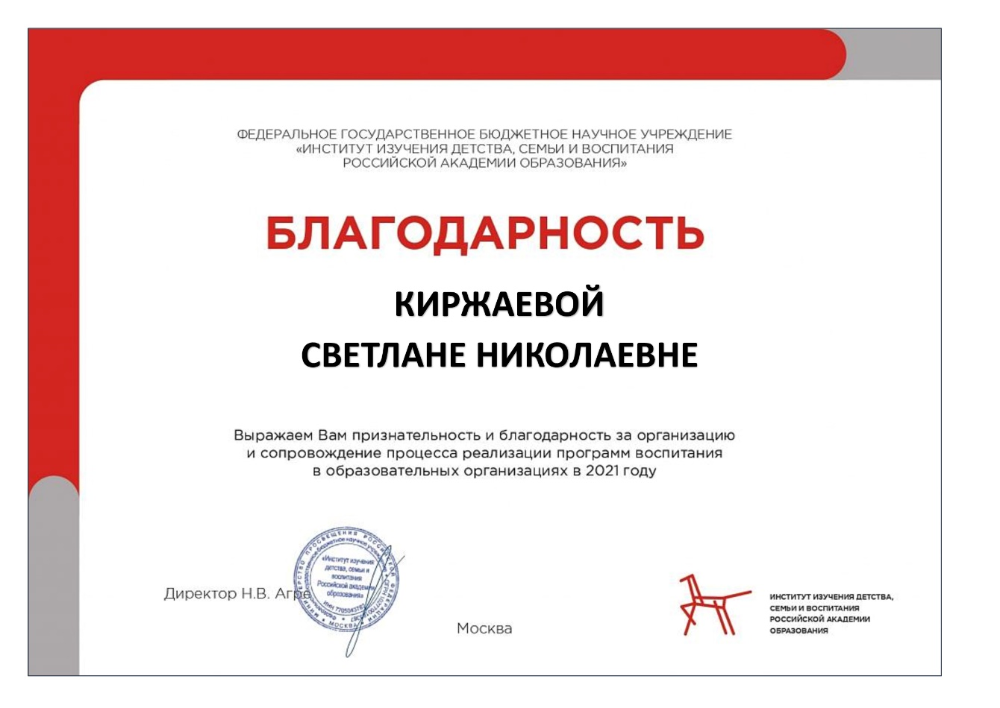 ФЕДЕРАЛЬНОЕ ГОСУДАРСТВЕННОЕ БЮДЖЕТНОЕ НАУЧНОЕ УЧРЕЖДЕНИЕ
«ИНСТИТУТ ИЗУЧЕНИЯ ДЕТСТВА, СЕМЬИ И ВОСПИТАНИЯ
РОССИЙСКОЙ АКАДЕМИИ ОБРАЗОВАНИЯ»
БЛАГОДАРНОСТЬ
КИРЖАЕВОЙ
СВЕТЛАНЕ НИКОЛАЕВНЕ
Выражаем Вам признательность и благодарность за организацию
и сопровождение процесса реализации программ воспитания
в образовательных организациях в 2021 году
«Институт изучения
детства, семьи и
воспитания
Российской академии
образования»
Директор Н.В. Агре
Москва
ИНСТИТУТ ИЗУЧЕНИЯ ДЕТСТВА,
СЕМЬИ И ВОСПИТАНИЯ
РОССИЙСКОЙ АКАДЕМИИ
ОБРАЗОВАНИЯ